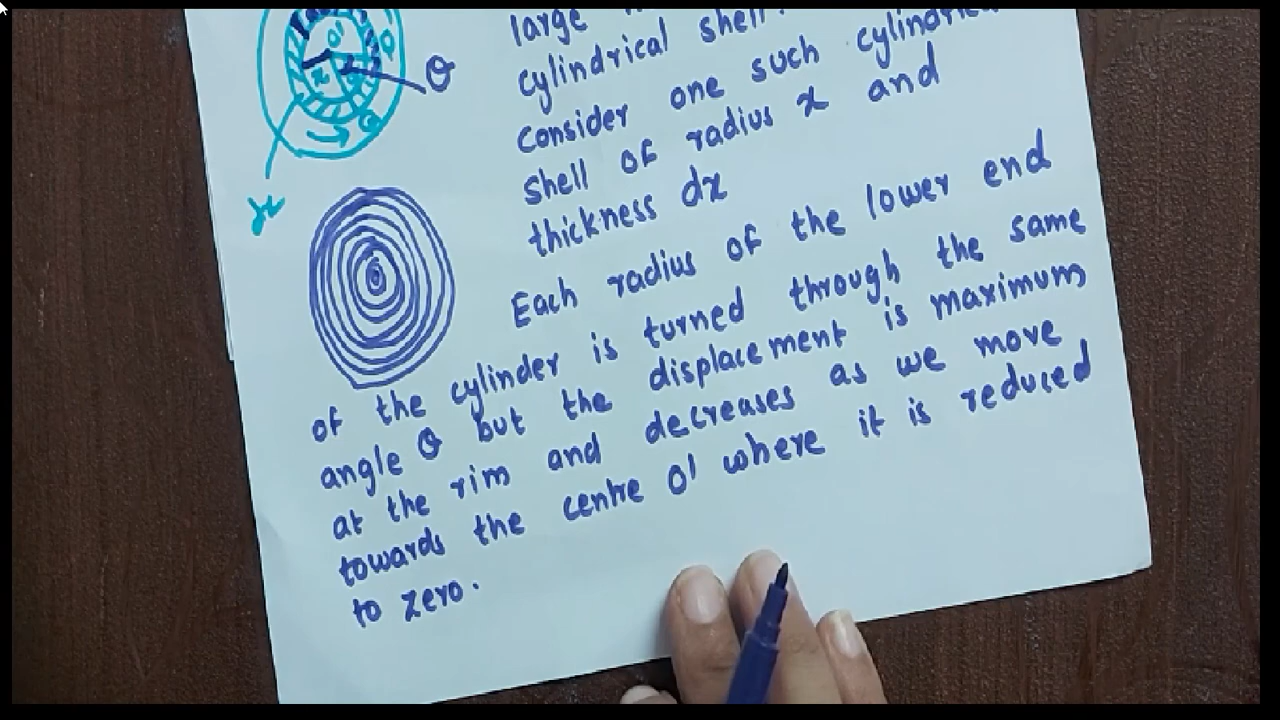 large
cylindrical shell.
Consider one such cylindrical
shell of radius x and
thickness dx
Each radius of the lower end
of the cylinder is turned through the same
angle θ but the displacement is maximum
at the rim and decreases as we move
towards the centre O' where it is reduced
to zero.
O'
x
θ